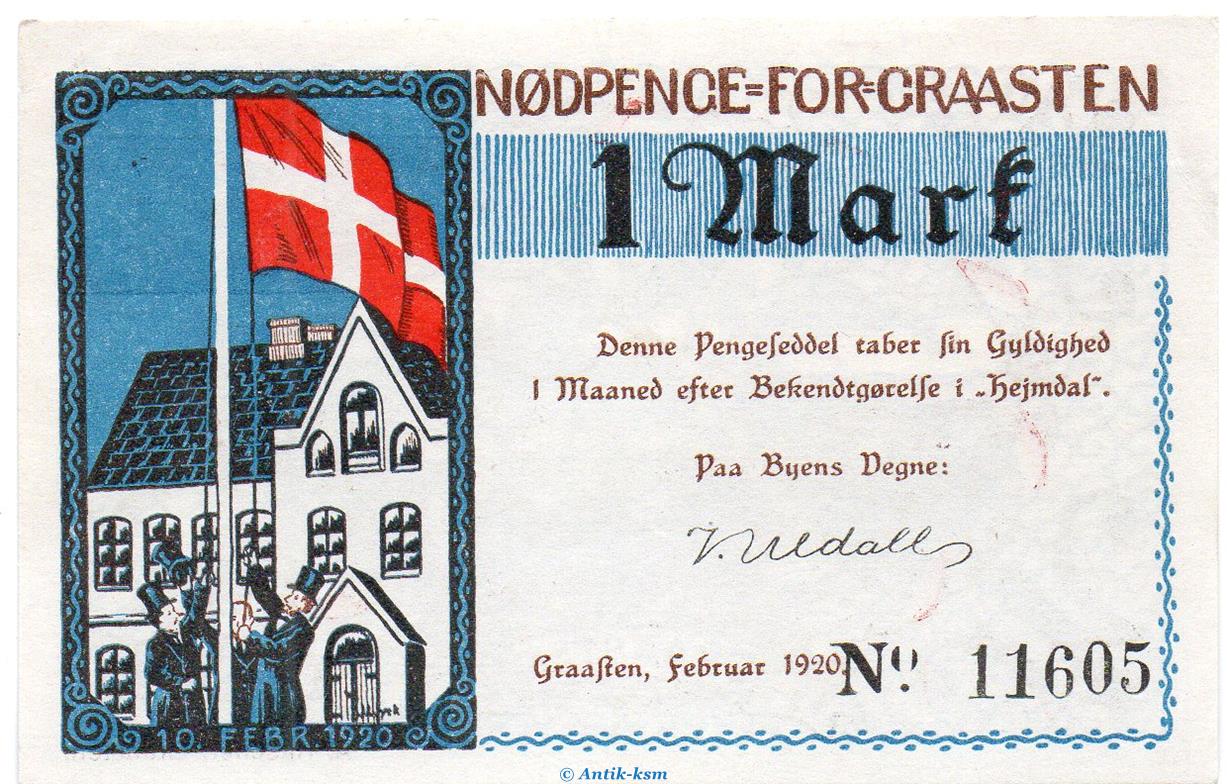 NØDPENGE=FOR=GRAASTEN
1 Mark
Denne Pengeſeddel taber ſin Gyldighed
1 Maaned efter Bekendtgørelſe i „Hejmdal“.
Paa Byens Vegne:
Graaſten, Februar 1920.
No. 11605
10. FEBR. 1920
© Antik-ksm